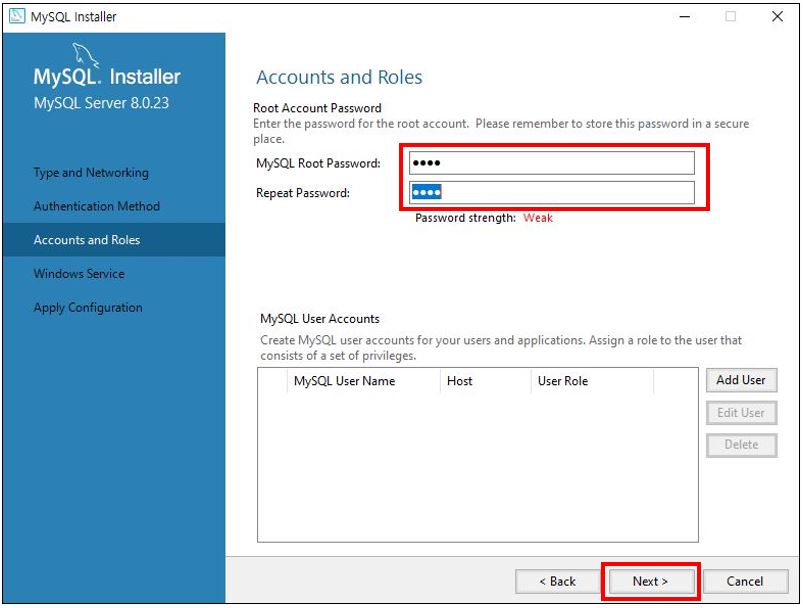 MySQL Installer
MySQL. Installer
MySQL Server 8.0.23
Type and Networking
Authentication Method
Accounts and Roles
Windows Service
Apply Configuration
Accounts and Roles
Root Account Password
Enter the password for the root account. Please remember to store this password in a secure
place.
MySQL Root Password: ●●●●
Repeat Password: ●●●●
Password strength: Weak
MySQL User Accounts
Create MySQL user accounts for your users and applications. Assign a role to the user that
consists of a set of privileges.
MySQL User Name Host User Role
Add User
Edit User
Delete
< Back Next > Cancel